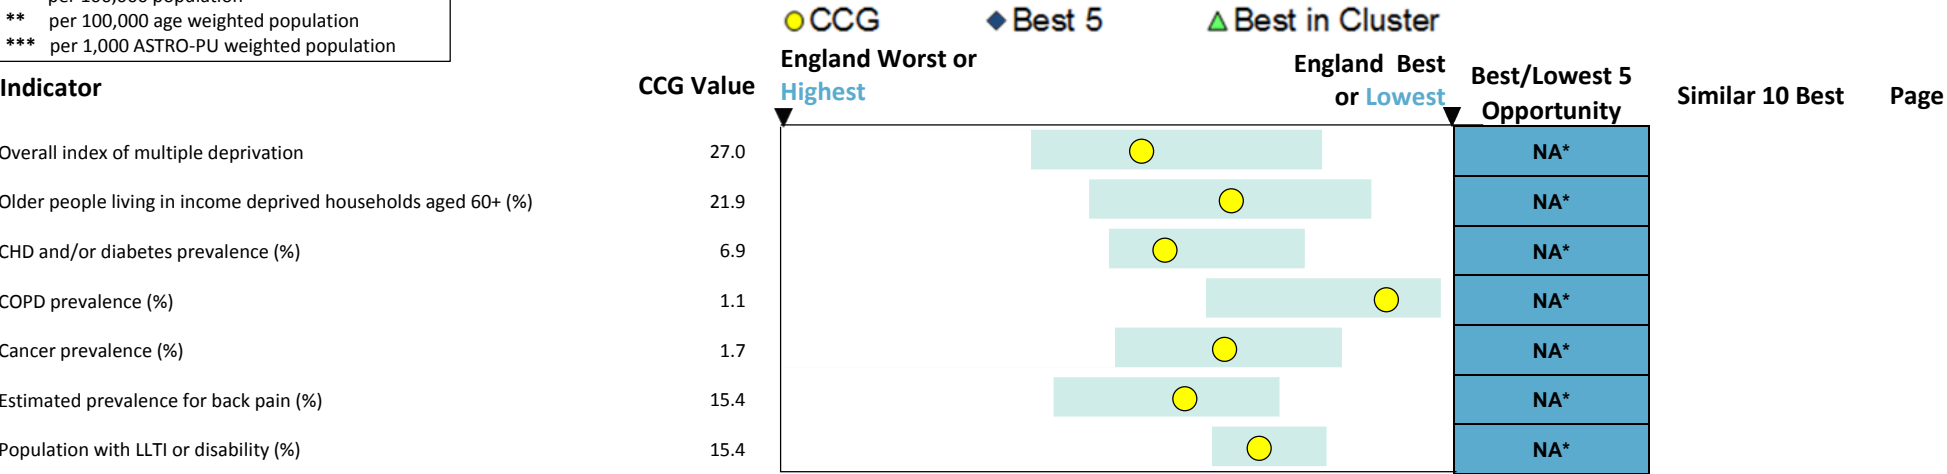 per 100,000 population
** per 100,000 age weighted population
*** per 1,000 ASTRO-PU weighted population
CCG Best 5 Best in Cluster
Indicator CCG Value England Worst or Highest England Best or Lowest Best/Lowest 5 Opportunity Similar 10 Best Page
Overall index of multiple deprivation 27.0 NA*
Older people living in income deprived households aged 60+ (%) 21.9 NA*
CHD and/or diabetes prevalence (%) 6.9 NA*
COPD prevalence (%) 1.1 NA*
Cancer prevalence (%) 1.7 NA*
Estimated prevalence for back pain (%) 15.4 NA*
Population with LLTI or disability (%) 15.4 NA*